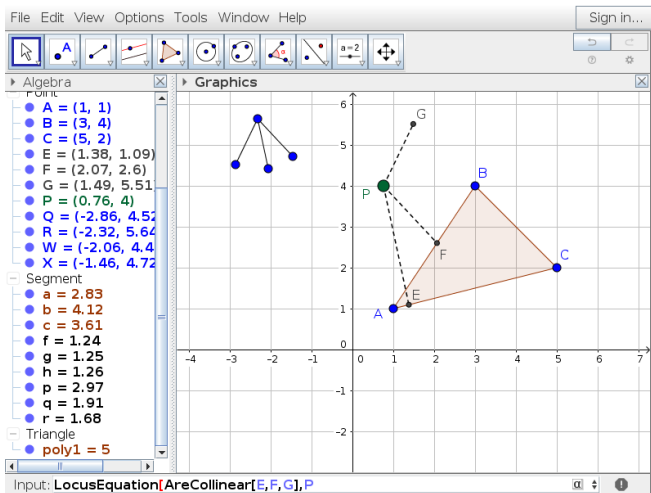 File Edit View Options Tools Window Help
Sign in...
A
a=2
Algebra
Graphics
Point
A = (1, 1)
B = (3, 4)
C = (5, 2)
E = (1.38, 1.09)
F = (2.07, 2.6)
G = (1.49, 5.51
P = (0.76, 4)
Q = (-2.86, 4.52
R = (-2.32, 5.64
W = (-2.06, 4.4
X = (-1.46, 4.72
Segment
a = 2.83
b = 4.12
c = 3.61
f = 1.24
g = 1.25
h = 1.26
p = 2.97
q = 1.91
r = 1.68
Triangle
poly1 = 5
6
G
5
B
P
4
3
F
C
2
E
1
A
0
-4 -3 -2 -1 0 1 2 3 4 5 6 7
-1
-2
Input: LocusEquation[AreCollinear[E,F,G],P
α